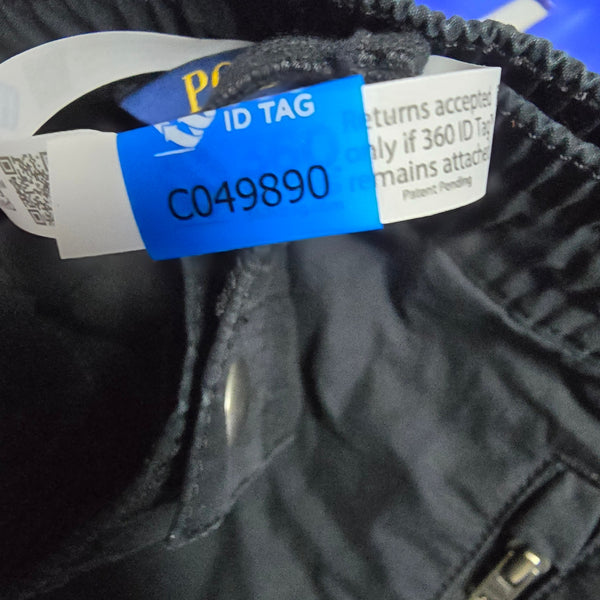 PO
ID TAG
C049890
Returns accepted
only if 360 ID Tag
remains attached
Patent Pending